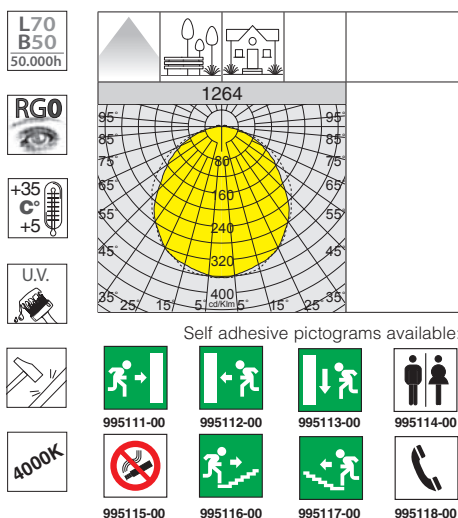 L70
B50
50.000h
RG0
+35
C°
+5
U.V.
4000K
1264
95° 95°
85° 85°
75° 75°
65° 65°
55° 55°
45° 45°
35° 25° 15° 5° 5° 15° 25° 35°
80
160
240
320
400
cd/Klm
Self adhesive pictograms available:
995111-00 995112-00 995113-00 995114-00
995115-00 995116-00 995117-00 995118-00